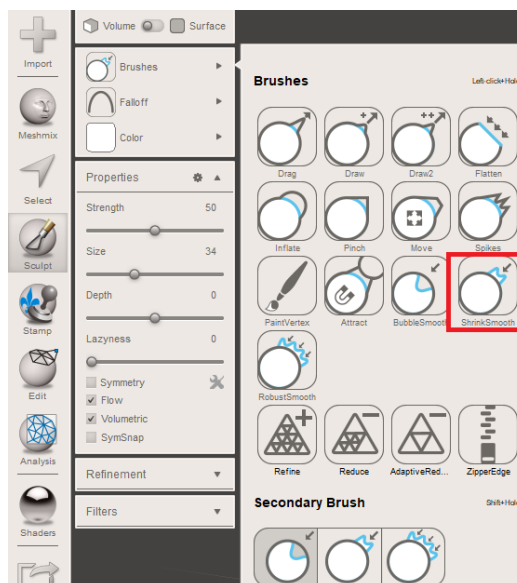 Import
Meshmix
Select
Sculpt
Stamp
Edit
Analysis
Shaders
Volume Surface
Brushes
Falloff
Color
Properties
Strength 50
Size 34
Depth 0
Lazyness 0
Symmetry
Flow
Volumetric
SymSnap
Refinement
Filters
Brushes Left-click+Hol
Drag Draw Draw2 Flatten
Inflate Pinch Move Spikes
PaintVertex Attract BubbleSmooth ShrinkSmooth
RobustSmooth
Refine Reduce AdaptiveRed... ZipperEdge
Secondary Brush Shift+Hol